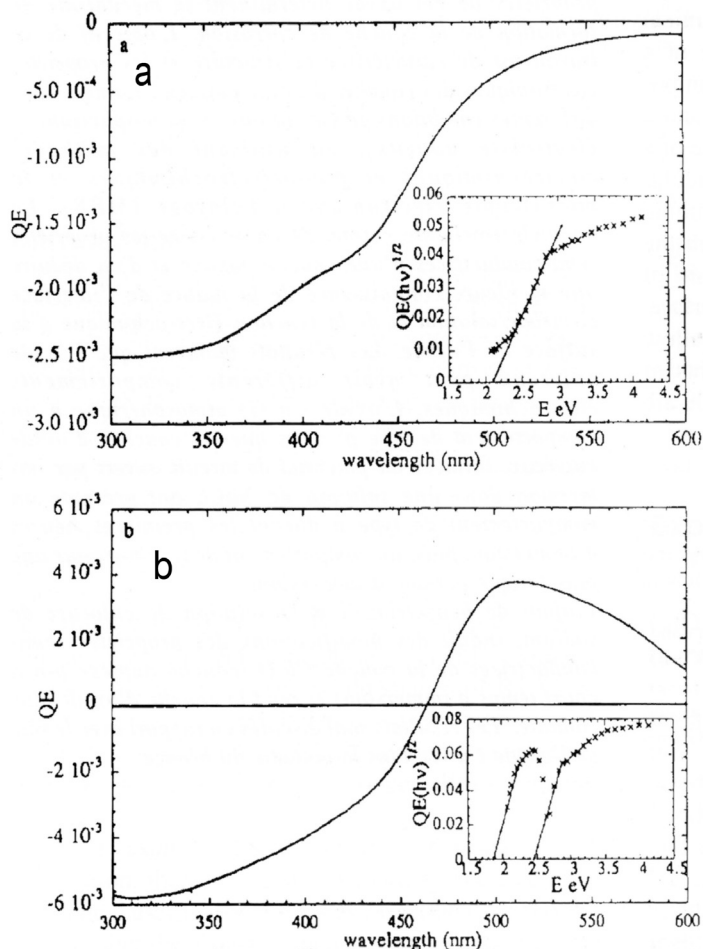 a
a
0
-5.0 10-4
-1.0 10-3
-1.5 10-3
-2.0 10-3
-2.5 10-3
-3.0 10-3
QE
300 350 400 450 500 550 600
wavelength (nm)
0.06
0.05
0.04
0.03
0.02
0.01
0
QE(hν)1/2
1.5 2 2.5 3 3.5 4 4.5
E eV
b
b
6 10-3
4 10-3
2 10-3
0
-2 10-3
-4 10-3
-6 10-3
QE
300 350 400 450 500 550 600
wavelength (nm)
0.08
0.06
0.04
0.02
0
QE(hν)1/2
1.5 2 2.5 3 3.5 4 4.5
E eV